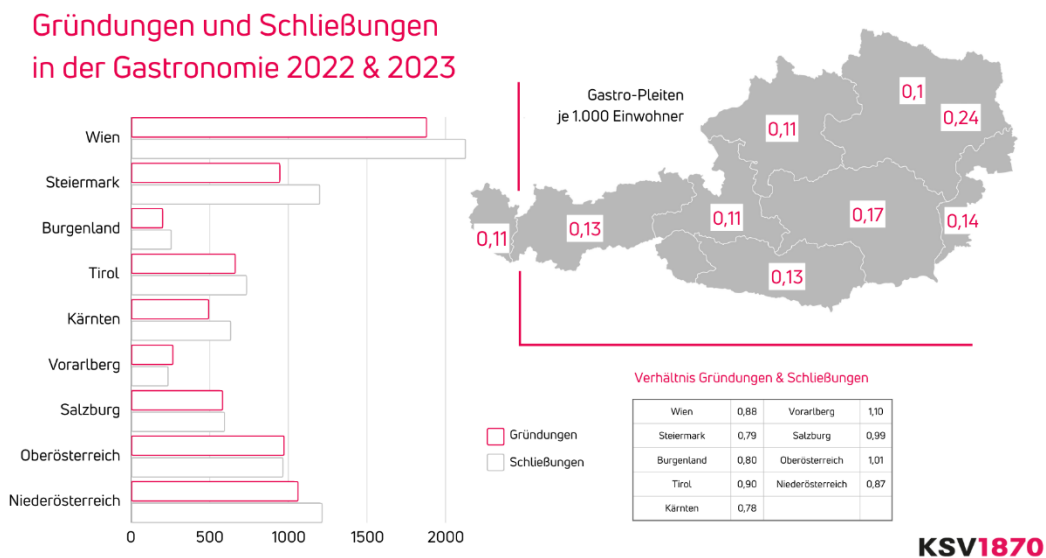 Gründungen und Schließungen
in der Gastronomie 2022 & 2023
Wien
Steiermark
Burgenland
Tirol
Kärnten
Vorarlberg
Salzburg
Oberösterreich
Niederösterreich
0 500 1000 1500 2000
Gründungen
Schließungen
Gastro-Pleiten
je 1.000 Einwohner
0,1
0,24
0,11
0,17
0,14
0,11
0,13
0,11
0,13
Verhältnis Gründungen & Schließungen
Wien 0,88 Vorarlberg 1,10
Steiermark 0,79 Salzburg 0,99
Burgenland 0,80 Oberösterreich 1,01
Tirol 0,90 Niederösterreich 0,87
Kärnten 0,78
KSV1870